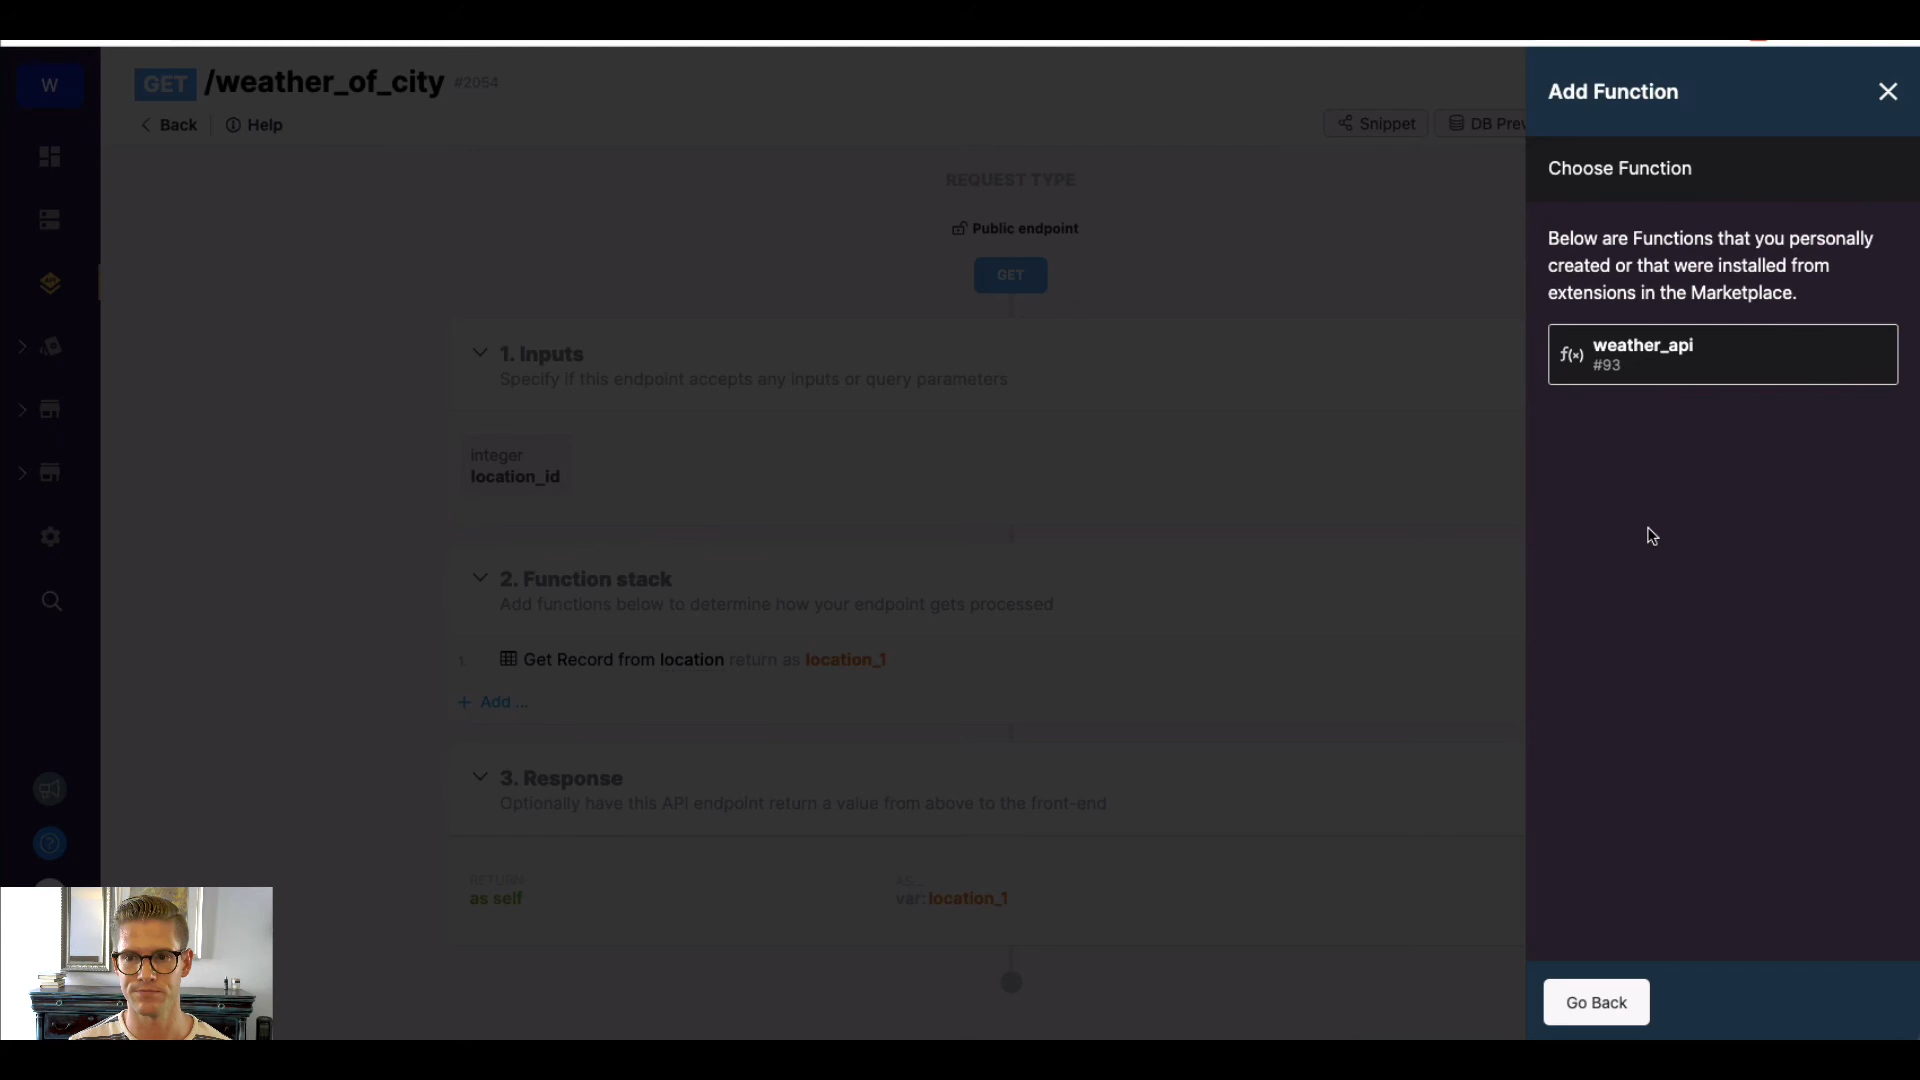 W
GET /weather_of_city #2054
Back
Help
Snippet
DB Prev
REQUEST TYPE
Public endpoint
GET
1. Inputs
Specify if this endpoint accepts any inputs or query parameters
integer
location_id
2. Function stack
Add functions below to determine how your endpoint gets processed
1. Get Record from location return as location_1
+ Add ...
3. Response
Optionally have this API endpoint return a value from above to the front-end
RETURN
as self
AS...
var:location_1
Add Function
Choose Function
Below are Functions that you personally
created or that were installed from
extensions in the Marketplace.
f(x)
weather_api
#93
Go Back